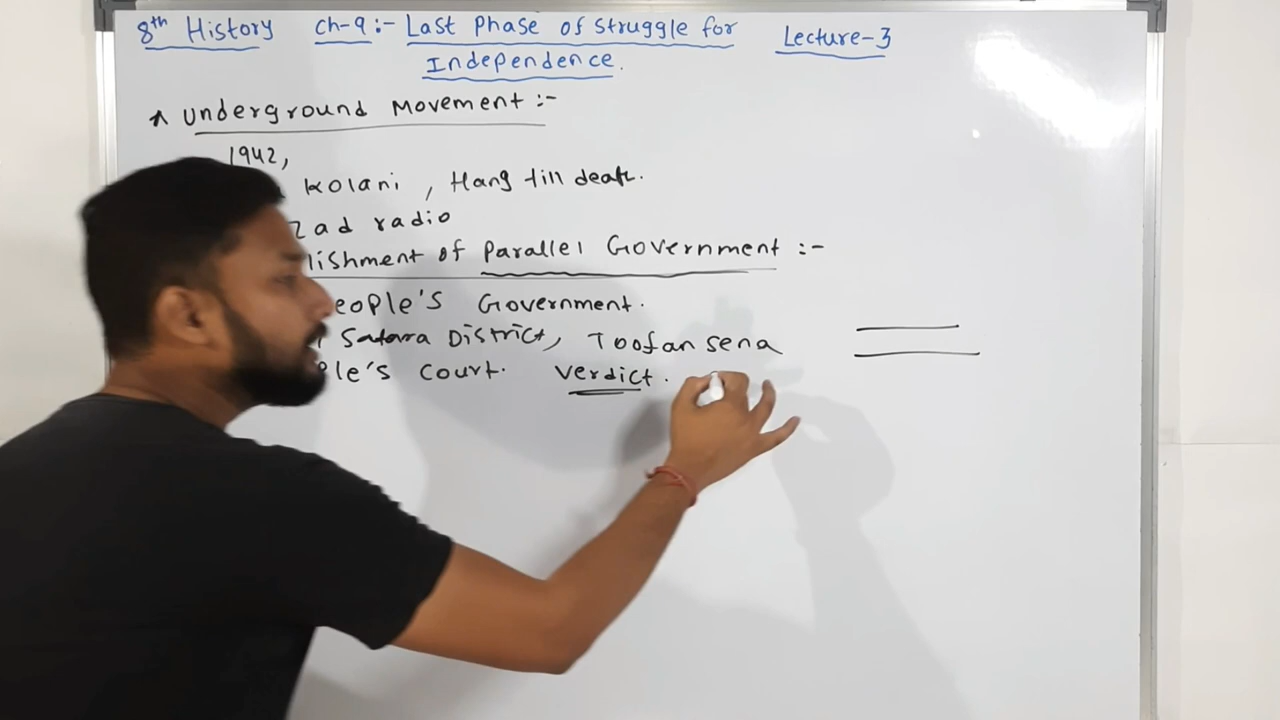 8th History ch-9:- Last Phase of Struggle for Lecture-3
Independence.
Underground Movement :-
1942,
Kolani , Hang till death.
zad radio
lishment of Parallel Government :-
eople's Government.
Satara District, Toofan sena
ple's court. Verdict.